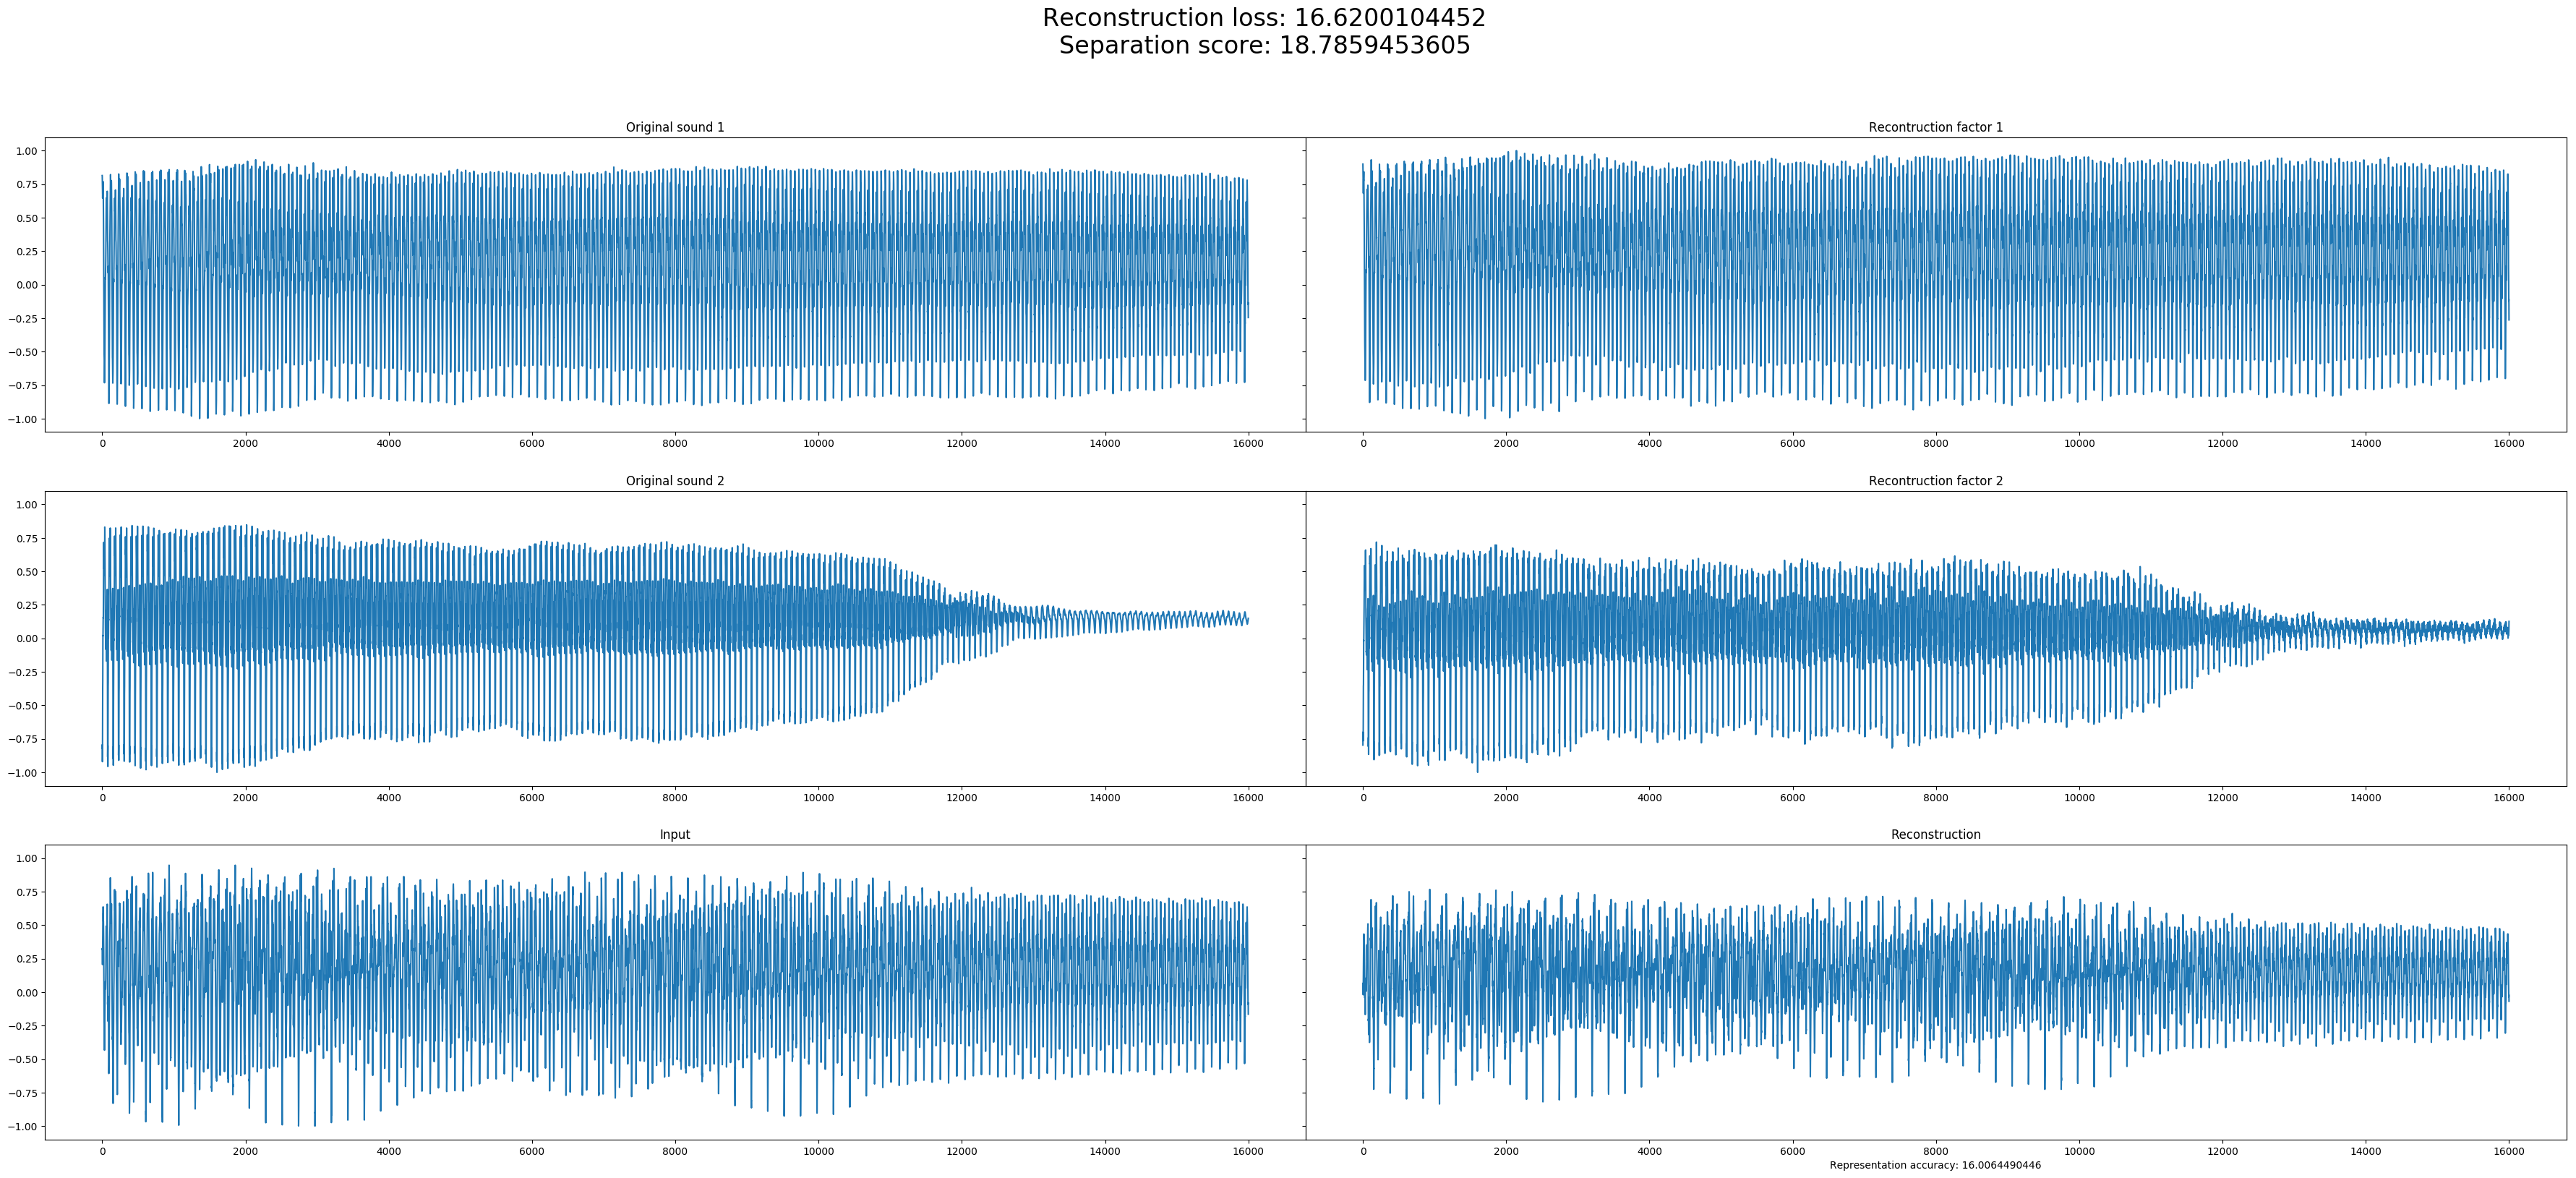 Reconstruction loss: 16.6200104452
Separation score: 18.7859453605
Original sound 1
Recontruction factor 1
1.00
0.75
0.50
0.25
0.00
−0.25
−0.50
−0.75
−1.00
0 2000 4000 6000 8000 10000 12000 14000 16000
0 2000 4000 6000 8000 10000 12000 14000 16000
Original sound 2
Reconstruction factor 2
1.00
0.75
0.50
0.25
0.00
−0.25
−0.50
−0.75
−1.00
0 2000 4000 6000 8000 10000 12000 14000 16000
0 2000 4000 6000 8000 10000 12000 14000 16000
Input
Reconstruction
1.00
0.75
0.50
0.25
0.00
−0.25
−0.50
−0.75
−1.00
0 2000 4000 6000 8000 10000 12000 14000 16000
0 2000 4000 6000 8000 10000 12000 14000 16000
Representation accuracy: 16.0064490446